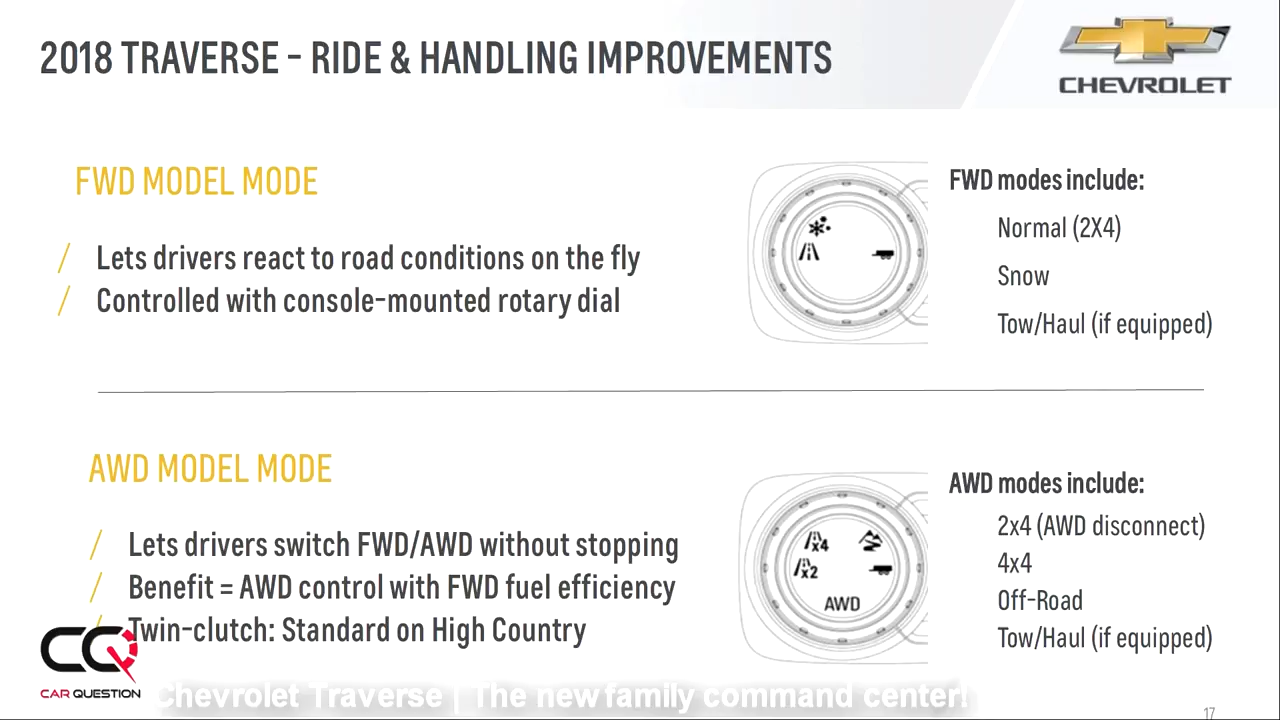 2018 TRAVERSE – RIDE & HANDLING IMPROVEMENTS
CHEVROLET
FWD MODEL MODE
/ Lets drivers react to road conditions on the fly
/ Controlled with console-mounted rotary dial
FWD modes include:
Normal (2X4)
Snow
Tow/Haul (if equipped)
AWD MODEL MODE
/ Lets drivers switch FWD/AWD without stopping
/ Benefit = AWD control with FWD fuel efficiency
/ Twin-clutch: Standard on High Country
x4
x2
AWD
AWD modes include:
2x4 (AWD disconnect)
4x4
Off-Road
Tow/Haul (if equipped)
CQ
CAR QUESTION
Chevrolet Traverse | The new family command center!
17